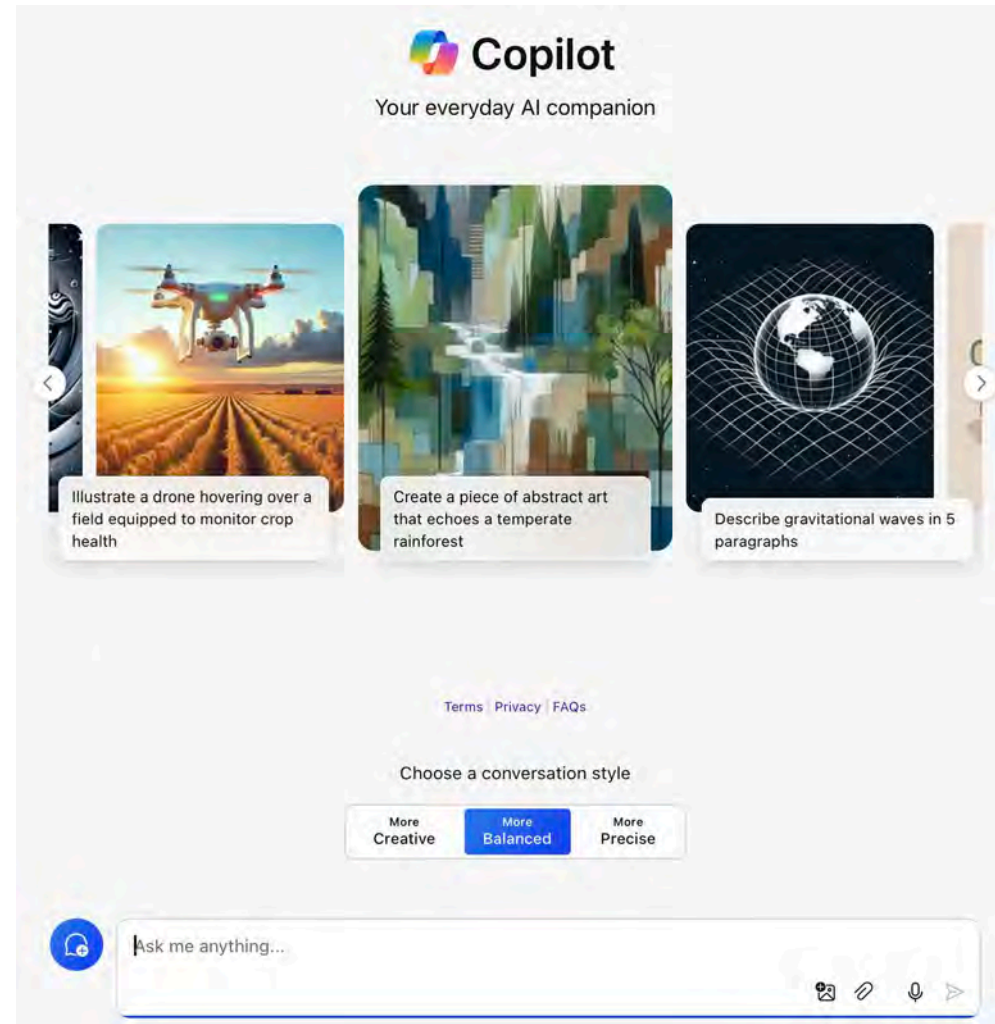 Copilot
Your everyday AI companion
Illustrate a drone hovering over a
field equipped to monitor crop
health
Create a piece of abstract art
that echoes a temperate
rainforest
Describe gravitational waves in 5
paragraphs
Terms | Privacy | FAQs
Choose a conversation style
More
Creative
More
Balanced
More
Precise
Ask me anything...